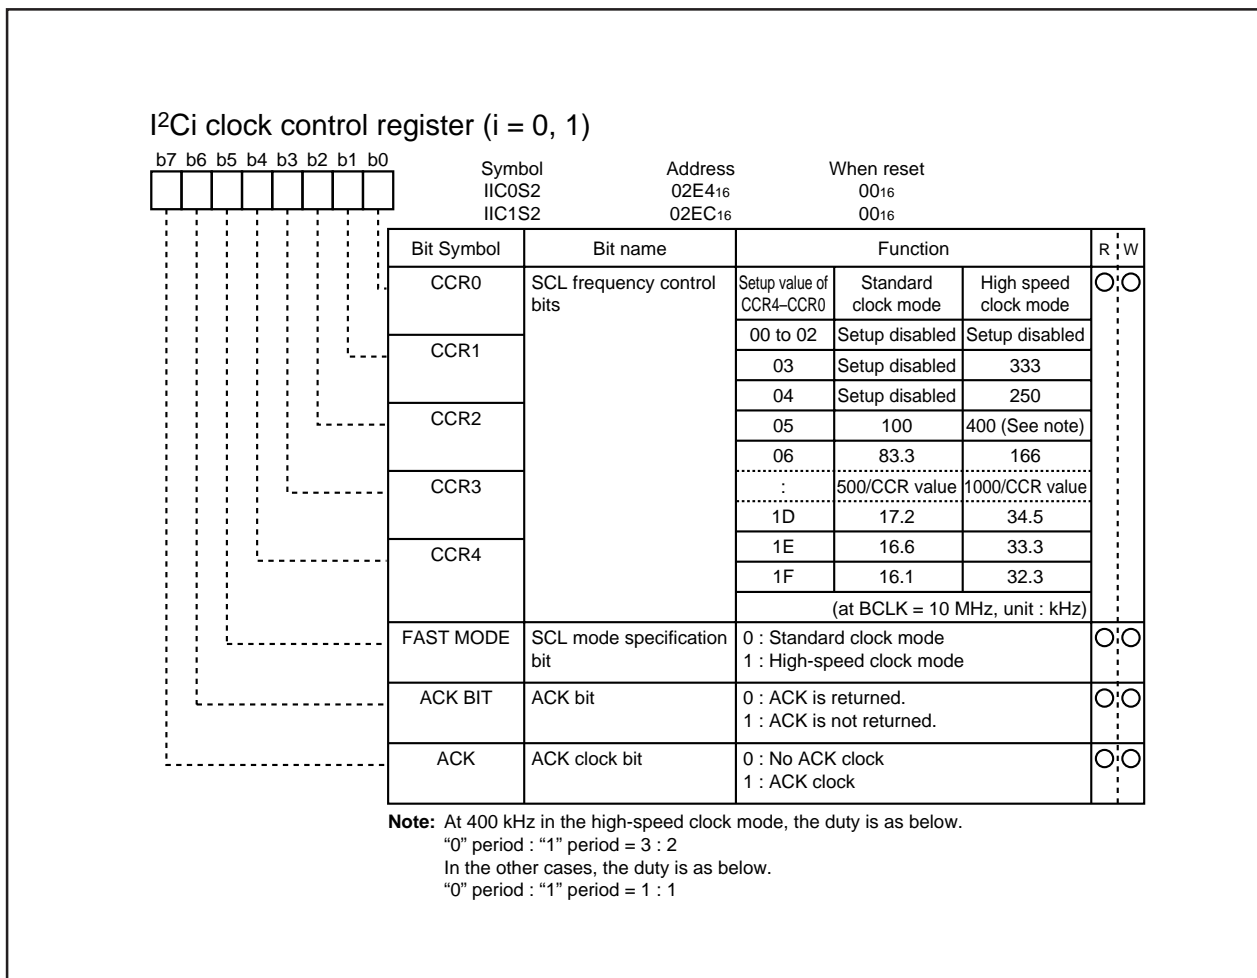 I2Ci clock control register (i = 0, 1)
b7 b6 b5 b4 b3 b2 b1 b0
Symbol Address When reset
IIC0S2 02E416 0016
IIC1S2 02EC16 0016
Bit Symbol Bit name Function R W
CCR0 SCL frequency control bits
Setup value of CCR4–CCR0 Standard clock mode High speed clock mode
00 to 02 Setup disabled Setup disabled
CCR1
03 Setup disabled 333
04 Setup disabled 250
CCR2
05 100 400 (See note)
06 83.3 166
CCR3
: 500/CCR value 1000/CCR value
1D 17.2 34.5
CCR4
1E 16.6 33.3
1F 16.1 32.3
(at BCLK = 10 MHz, unit : kHz)
FAST MODE SCL mode specification bit
0 : Standard clock mode
1 : High-speed clock mode
ACK BIT ACK bit 0 : ACK is returned.
1 : ACK is not returned.
ACK ACK clock bit 0 : No ACK clock
1 : ACK clock
Note: At 400 kHz in the high-speed clock mode, the duty is as below.
“0” period : “1” period = 3 : 2
In the other cases, the duty is as below.
“0” period : “1” period = 1 : 1